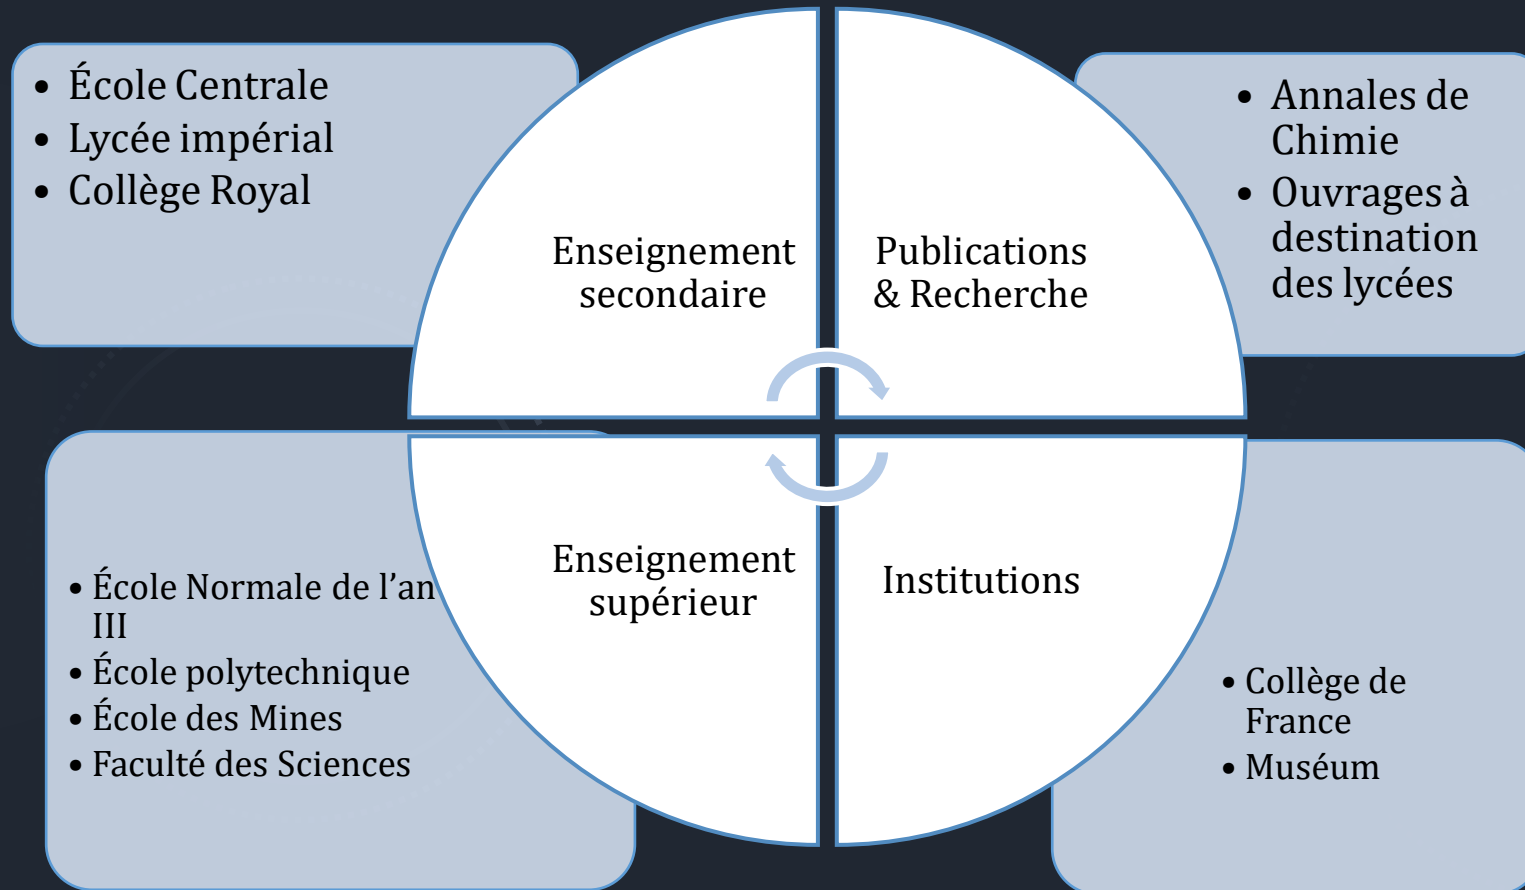 • École Centrale
• Lycée impérial
• Collège Royal
Enseignement
secondaire
Publications
& Recherche
• Annales de
Chimie
• Ouvrages à
destination
des lycées
• École Normale de l’an
III
• École polytechnique
• École des Mines
• Faculté des Sciences
Enseignement
supérieur
Institutions
• Collège de
France
• Muséum